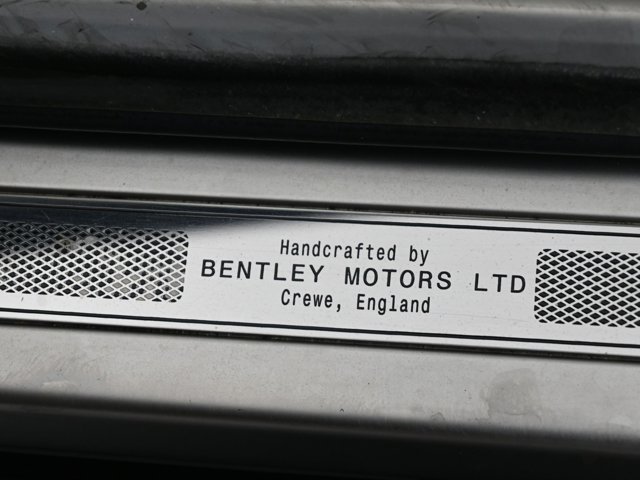 Handcrafted by
BENTLEY MOTORS LTD
Crewe, England